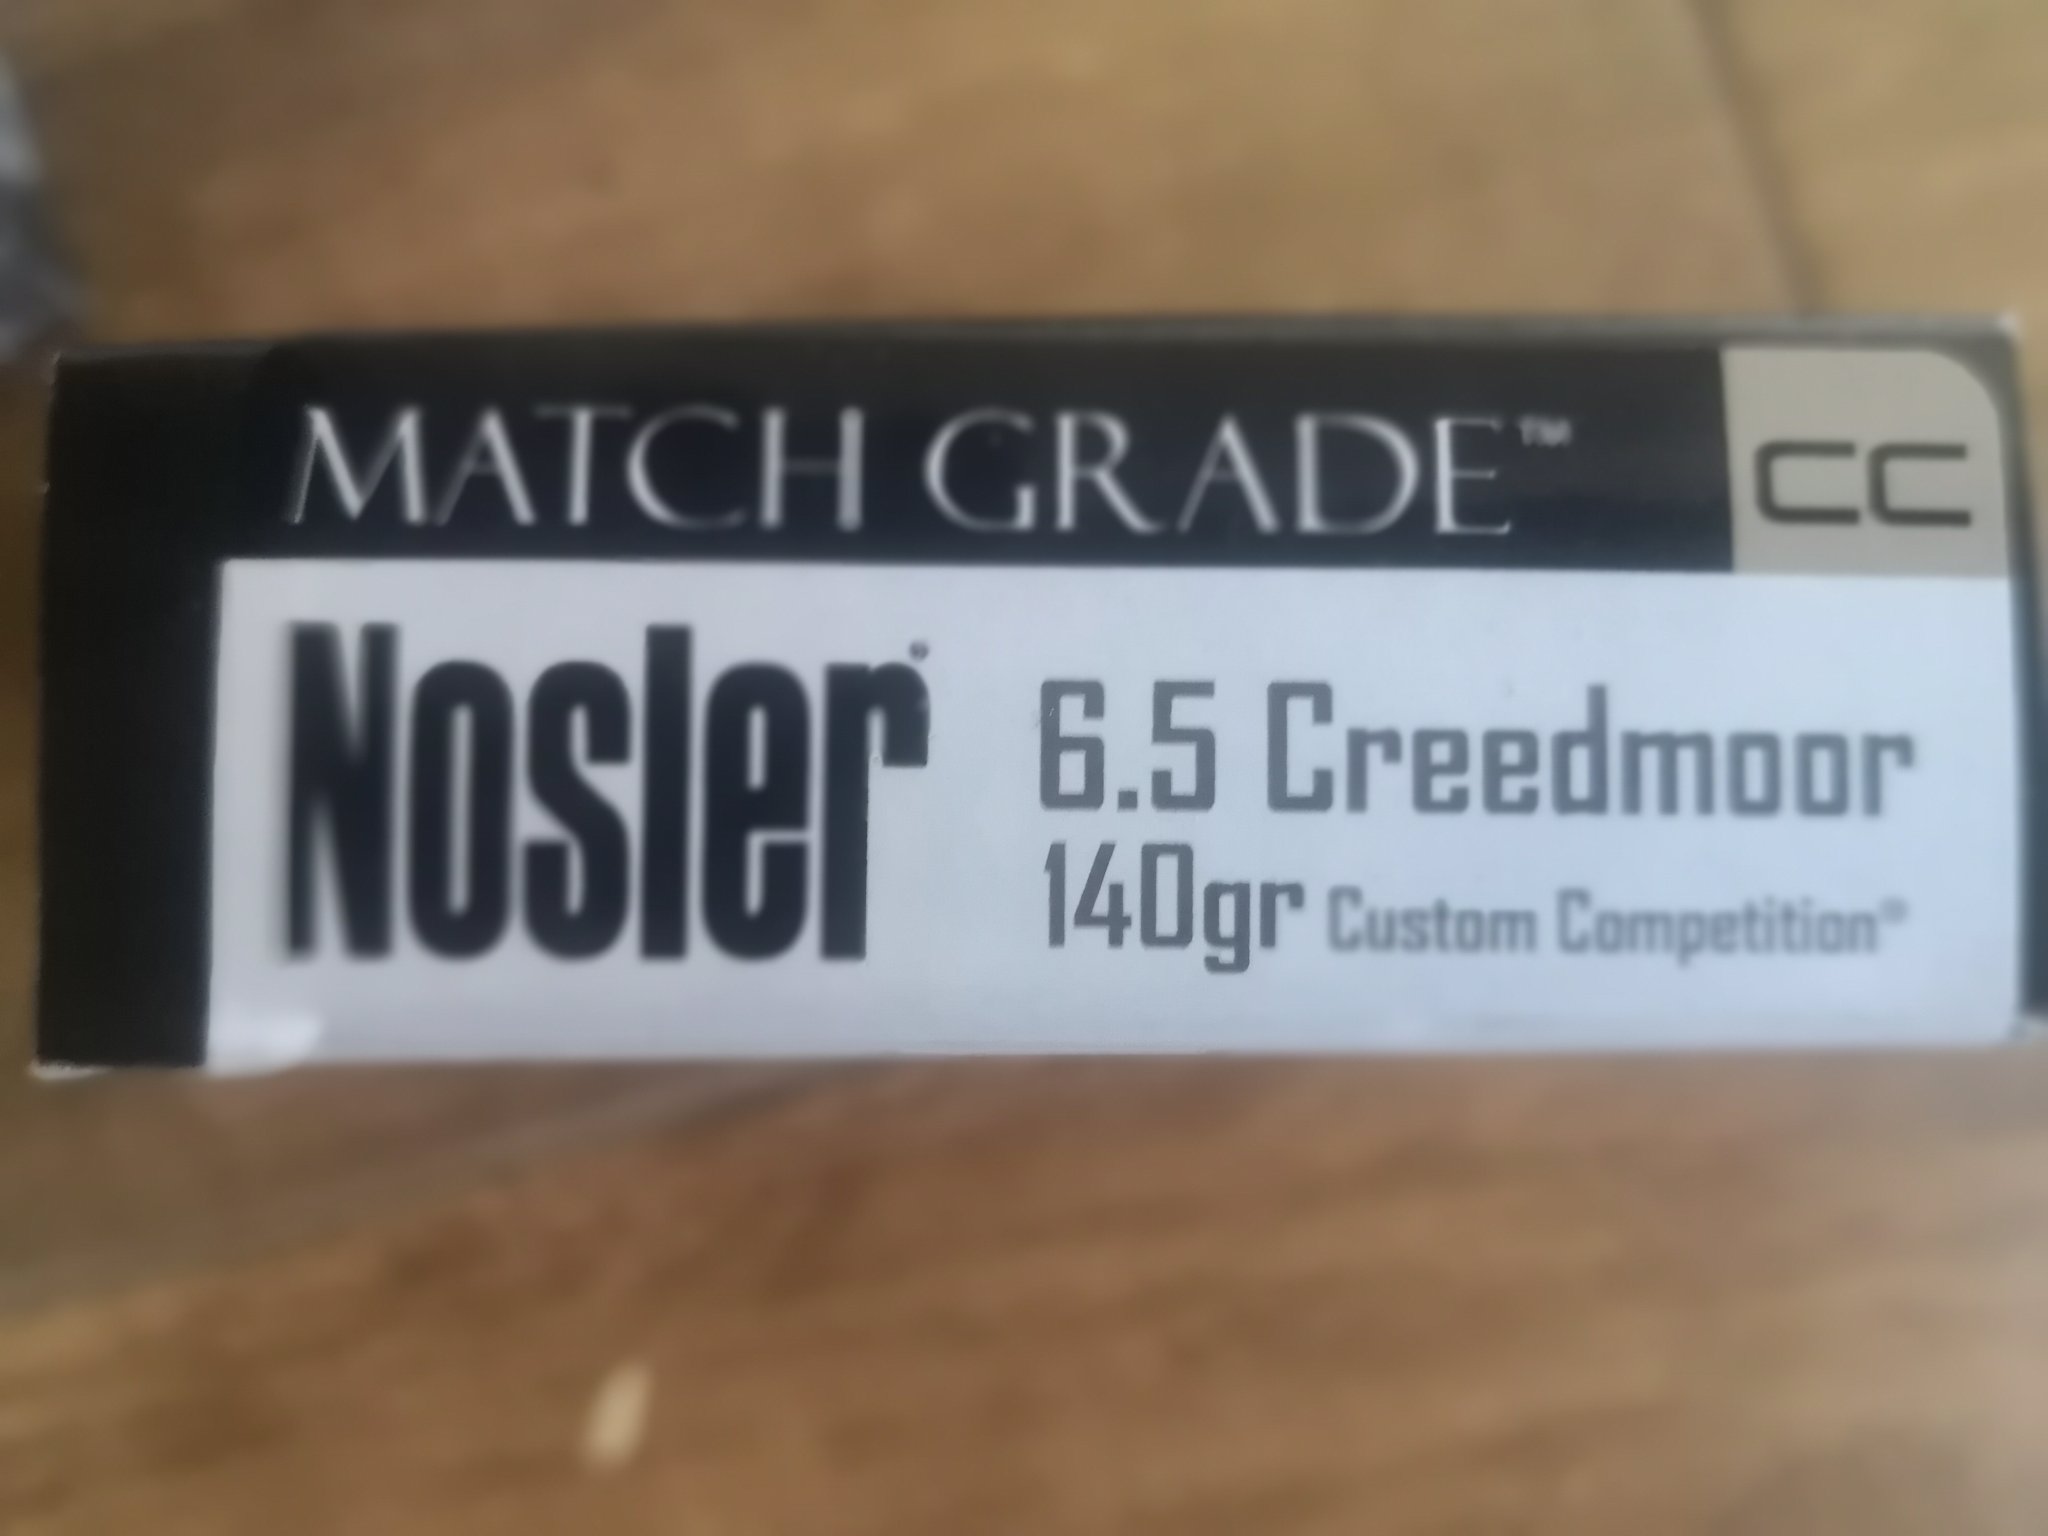 MATCH GRADE™
CC
Nosler®
6.5 Creedmoor
140gr Custom Competition®